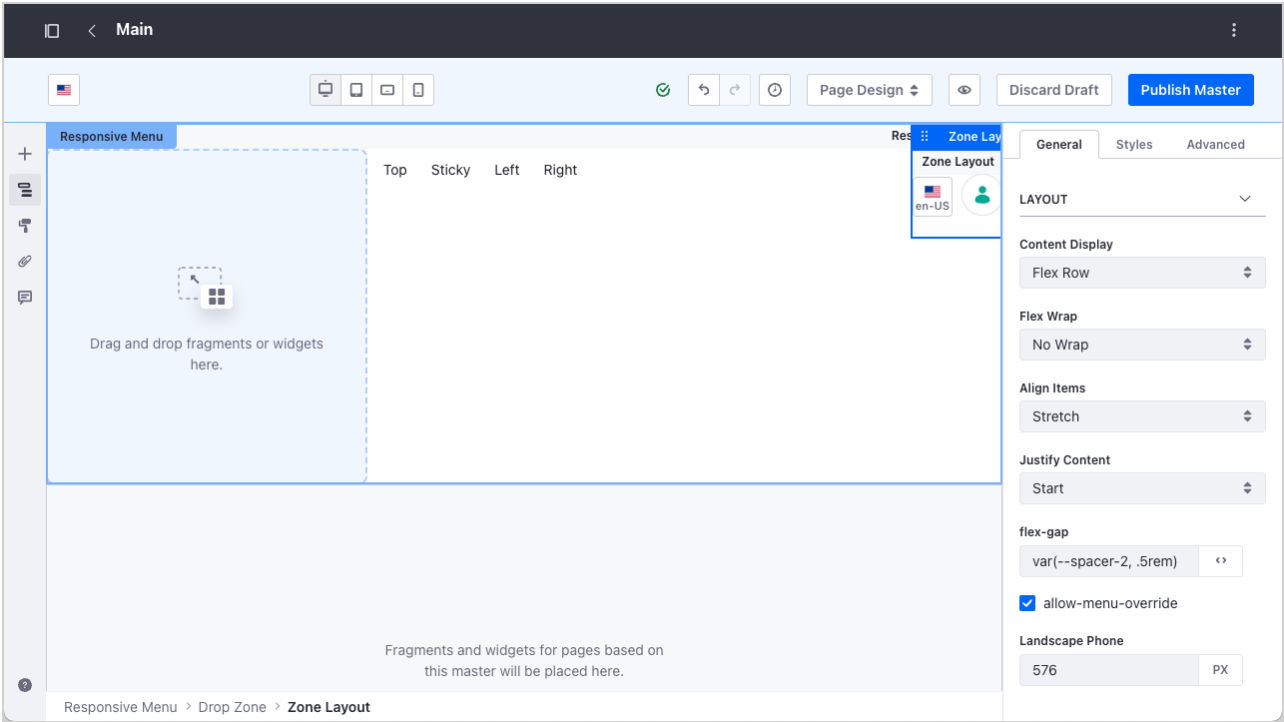 Main
Page Design
Discard Draft
Publish Master
Responsive Menu
Res
Zone Lay
Zone Layout
en-US
Top
Sticky
Left
Right
Drag and drop fragments or widgets
here.
Fragments and widgets for pages based on
this master will be placed here.
Responsive Menu
Drop Zone
Zone Layout
General
Styles
Advanced
LAYOUT
Content Display
Flex Row
Flex Wrap
No Wrap
Align Items
Stretch
Justify Content
Start
flex-gap
var(--spacer-2, .5rem)
allow-menu-override
Landscape Phone
576
PX